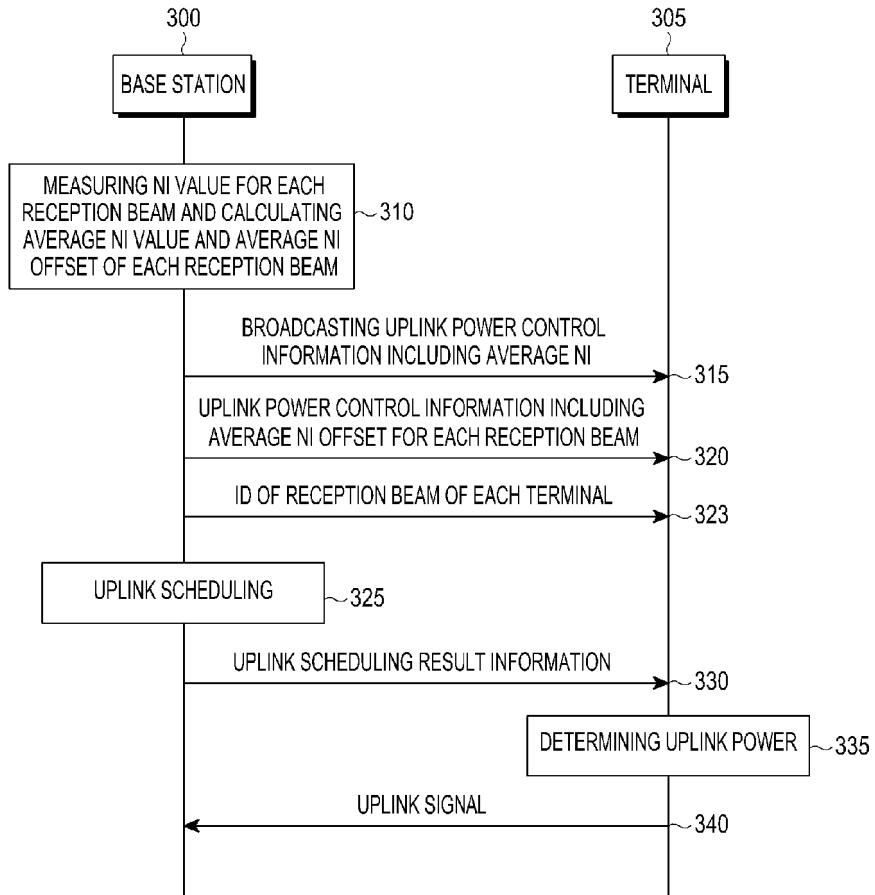 300
305
BASE STATION
TERMINAL
MEASURING NI VALUE FOR EACH
RECEPTION BEAM AND CALCULATING
AVERAGE NI VALUE AND AVERAGE NI
OFFSET OF EACH RECEPTION BEAM
310
BROADCASTING UPLINK POWER CONTROL
INFORMATION INCLUDING AVERAGE NI
315
UPLINK POWER CONTROL INFORMATION INCLUDING
AVERAGE NI OFFSET FOR EACH RECEPTION BEAM
320
ID OF RECEPTION BEAM OF EACH TERMINAL
323
UPLINK SCHEDULING
325
UPLINK SCHEDULING RESULT INFORMATION
330
DETERMINING UPLINK POWER
335
UPLINK SIGNAL
340